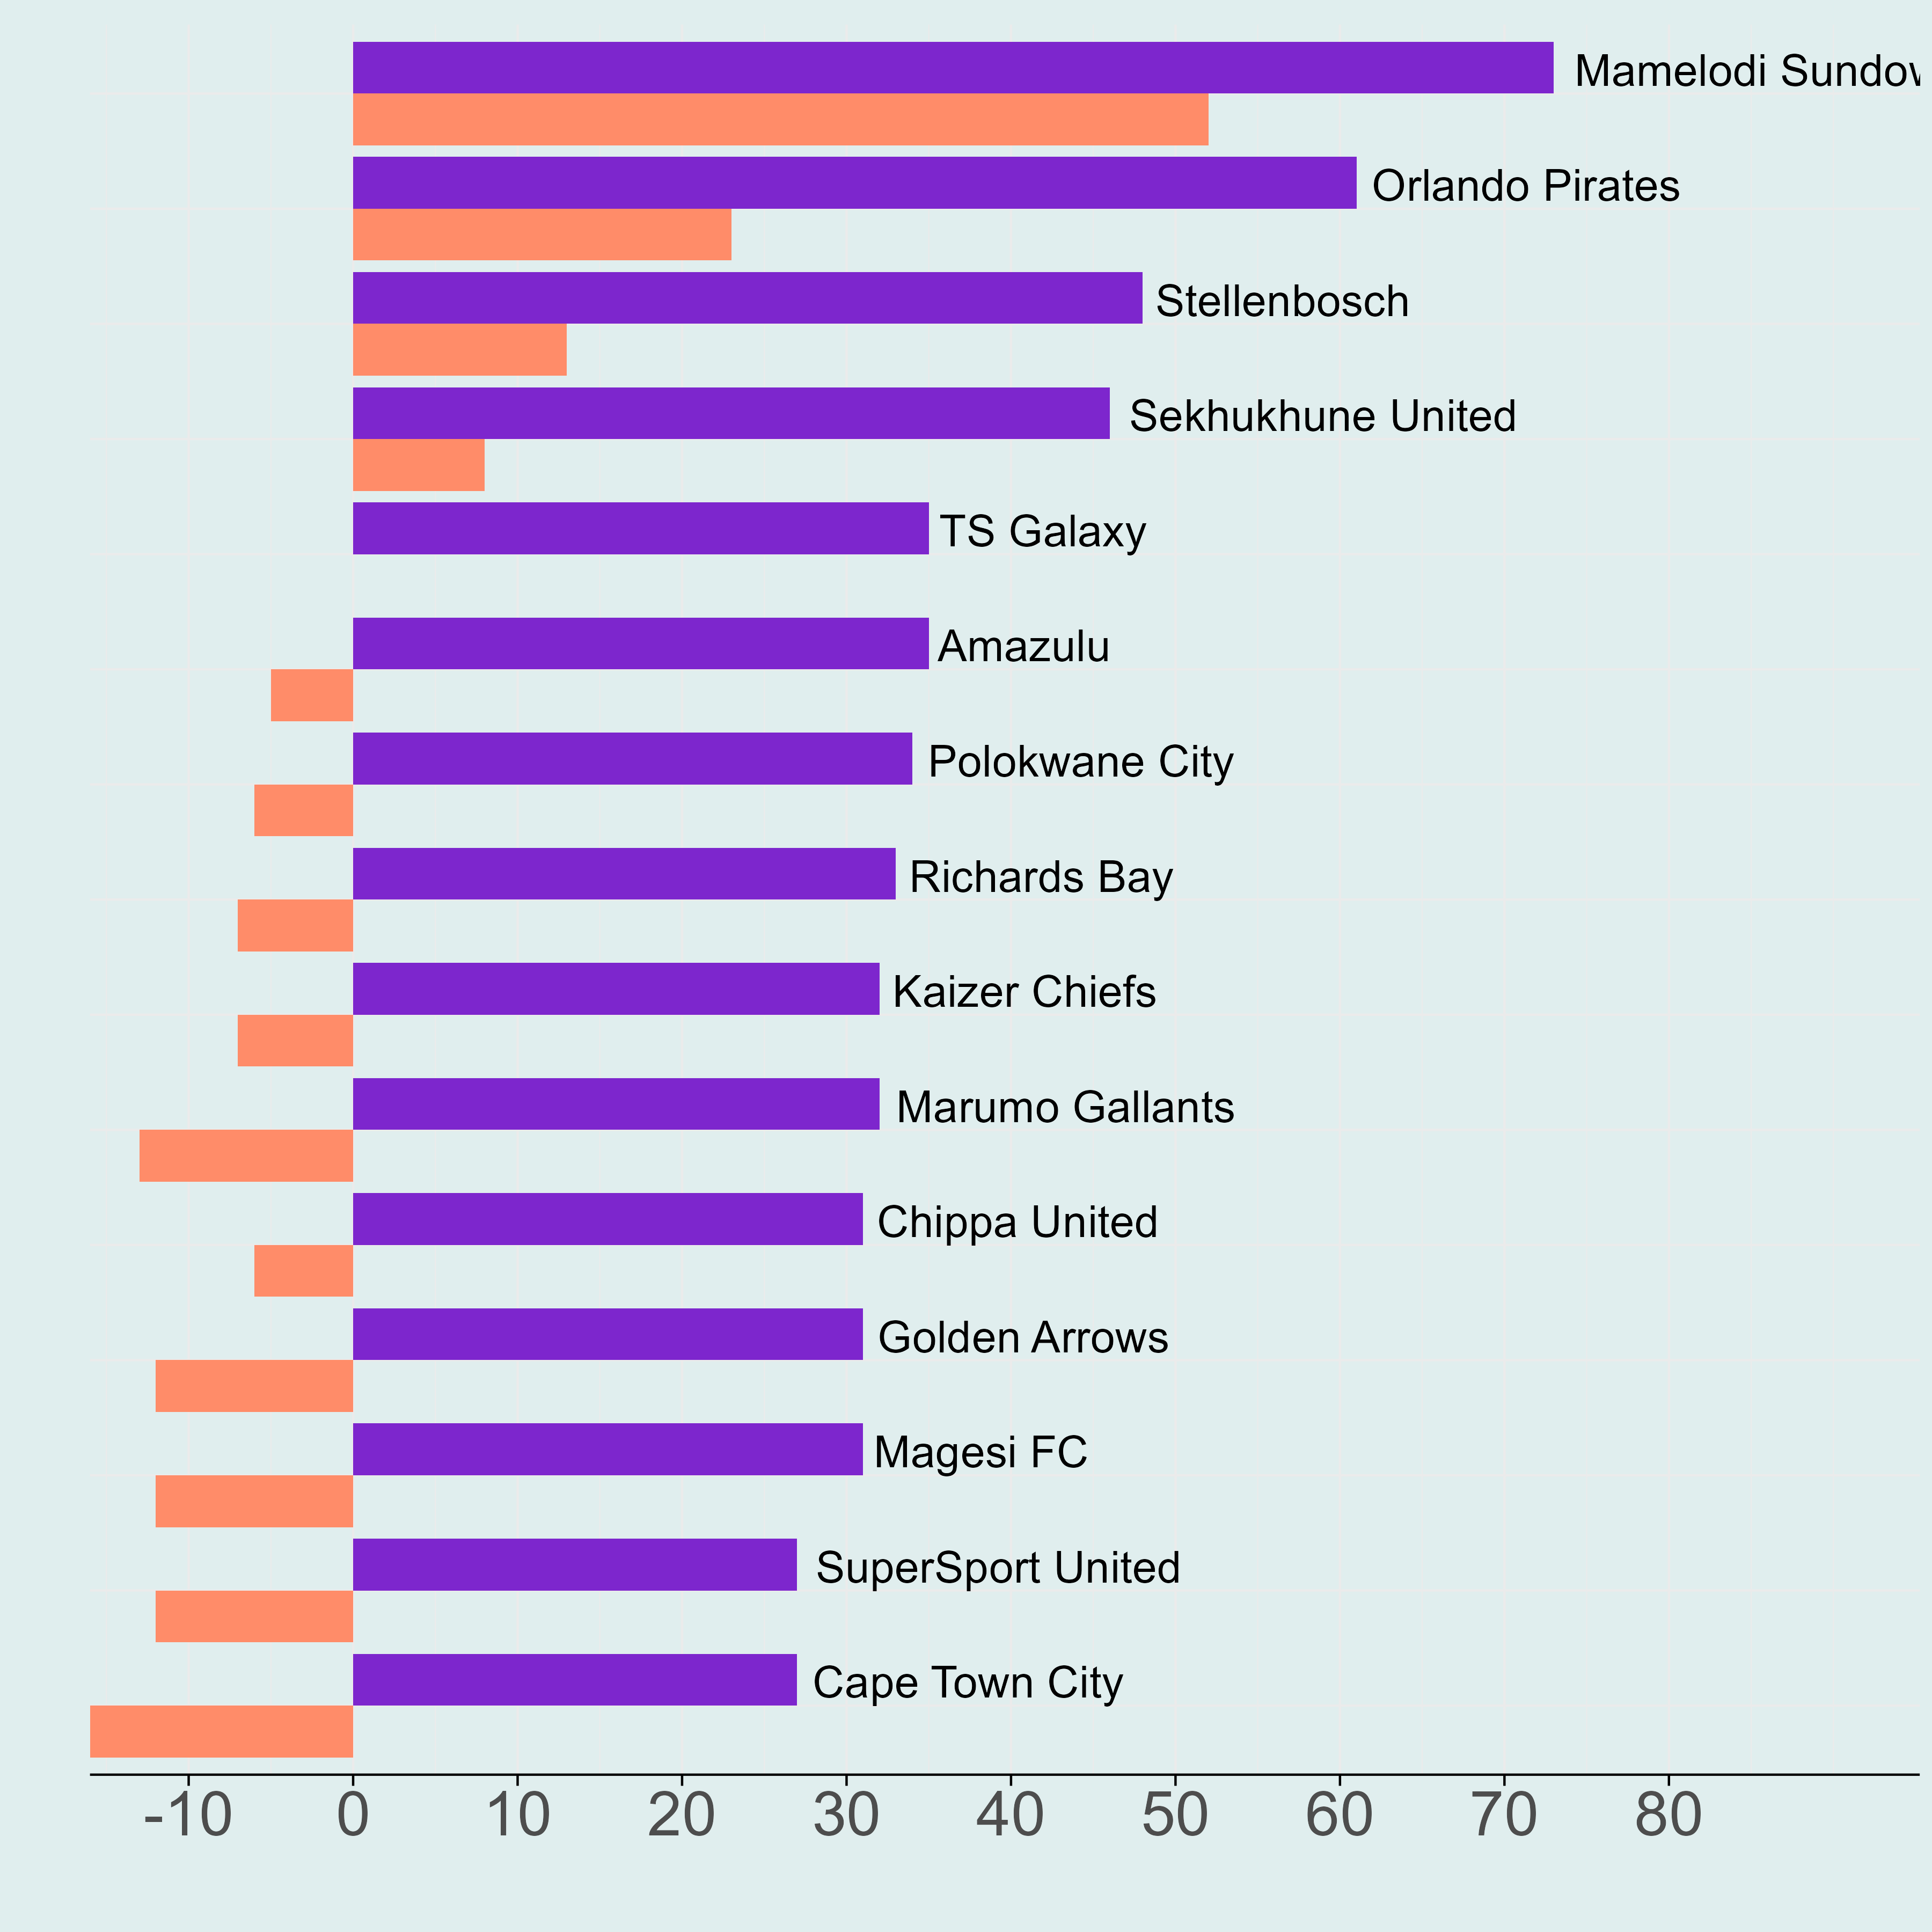 Mamelodi Sundow
Orlando Pirates
Stellenbosch
Sekhukhune United
TS Galaxy
Amazulu
Polokwane City
Richards Bay
Kaizer Chiefs
Marumo Gallants
Chippa United
Golden Arrows
Magesi FC
SuperSport United
Cape Town City
-10 0 10 20 30 40 50 60 70 80